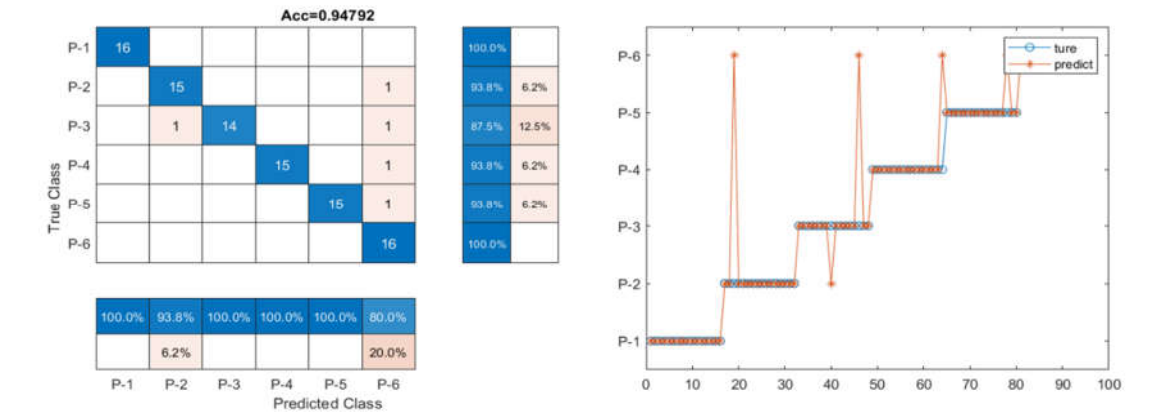 Acc=0.94792
P-1 16 100.0%
P-2 15 1 93.8% 6.2%
P-3 1 14 1 87.5% 12.5%
P-4 15 1 93.8% 6.2%
P-5 15 1 93.8% 6.2%
P-6 16 100.0%
True Class
100.0% 93.8% 100.0% 100.0% 100.0% 80.0%
6.2% 20.0%
P-1 P-2 P-3 P-4 P-5 P-6
Predicted Class
P-6
P-5
P-4
P-3
P-2
P-1
ture
predict
0 10 20 30 40 50 60 70 80 90 100